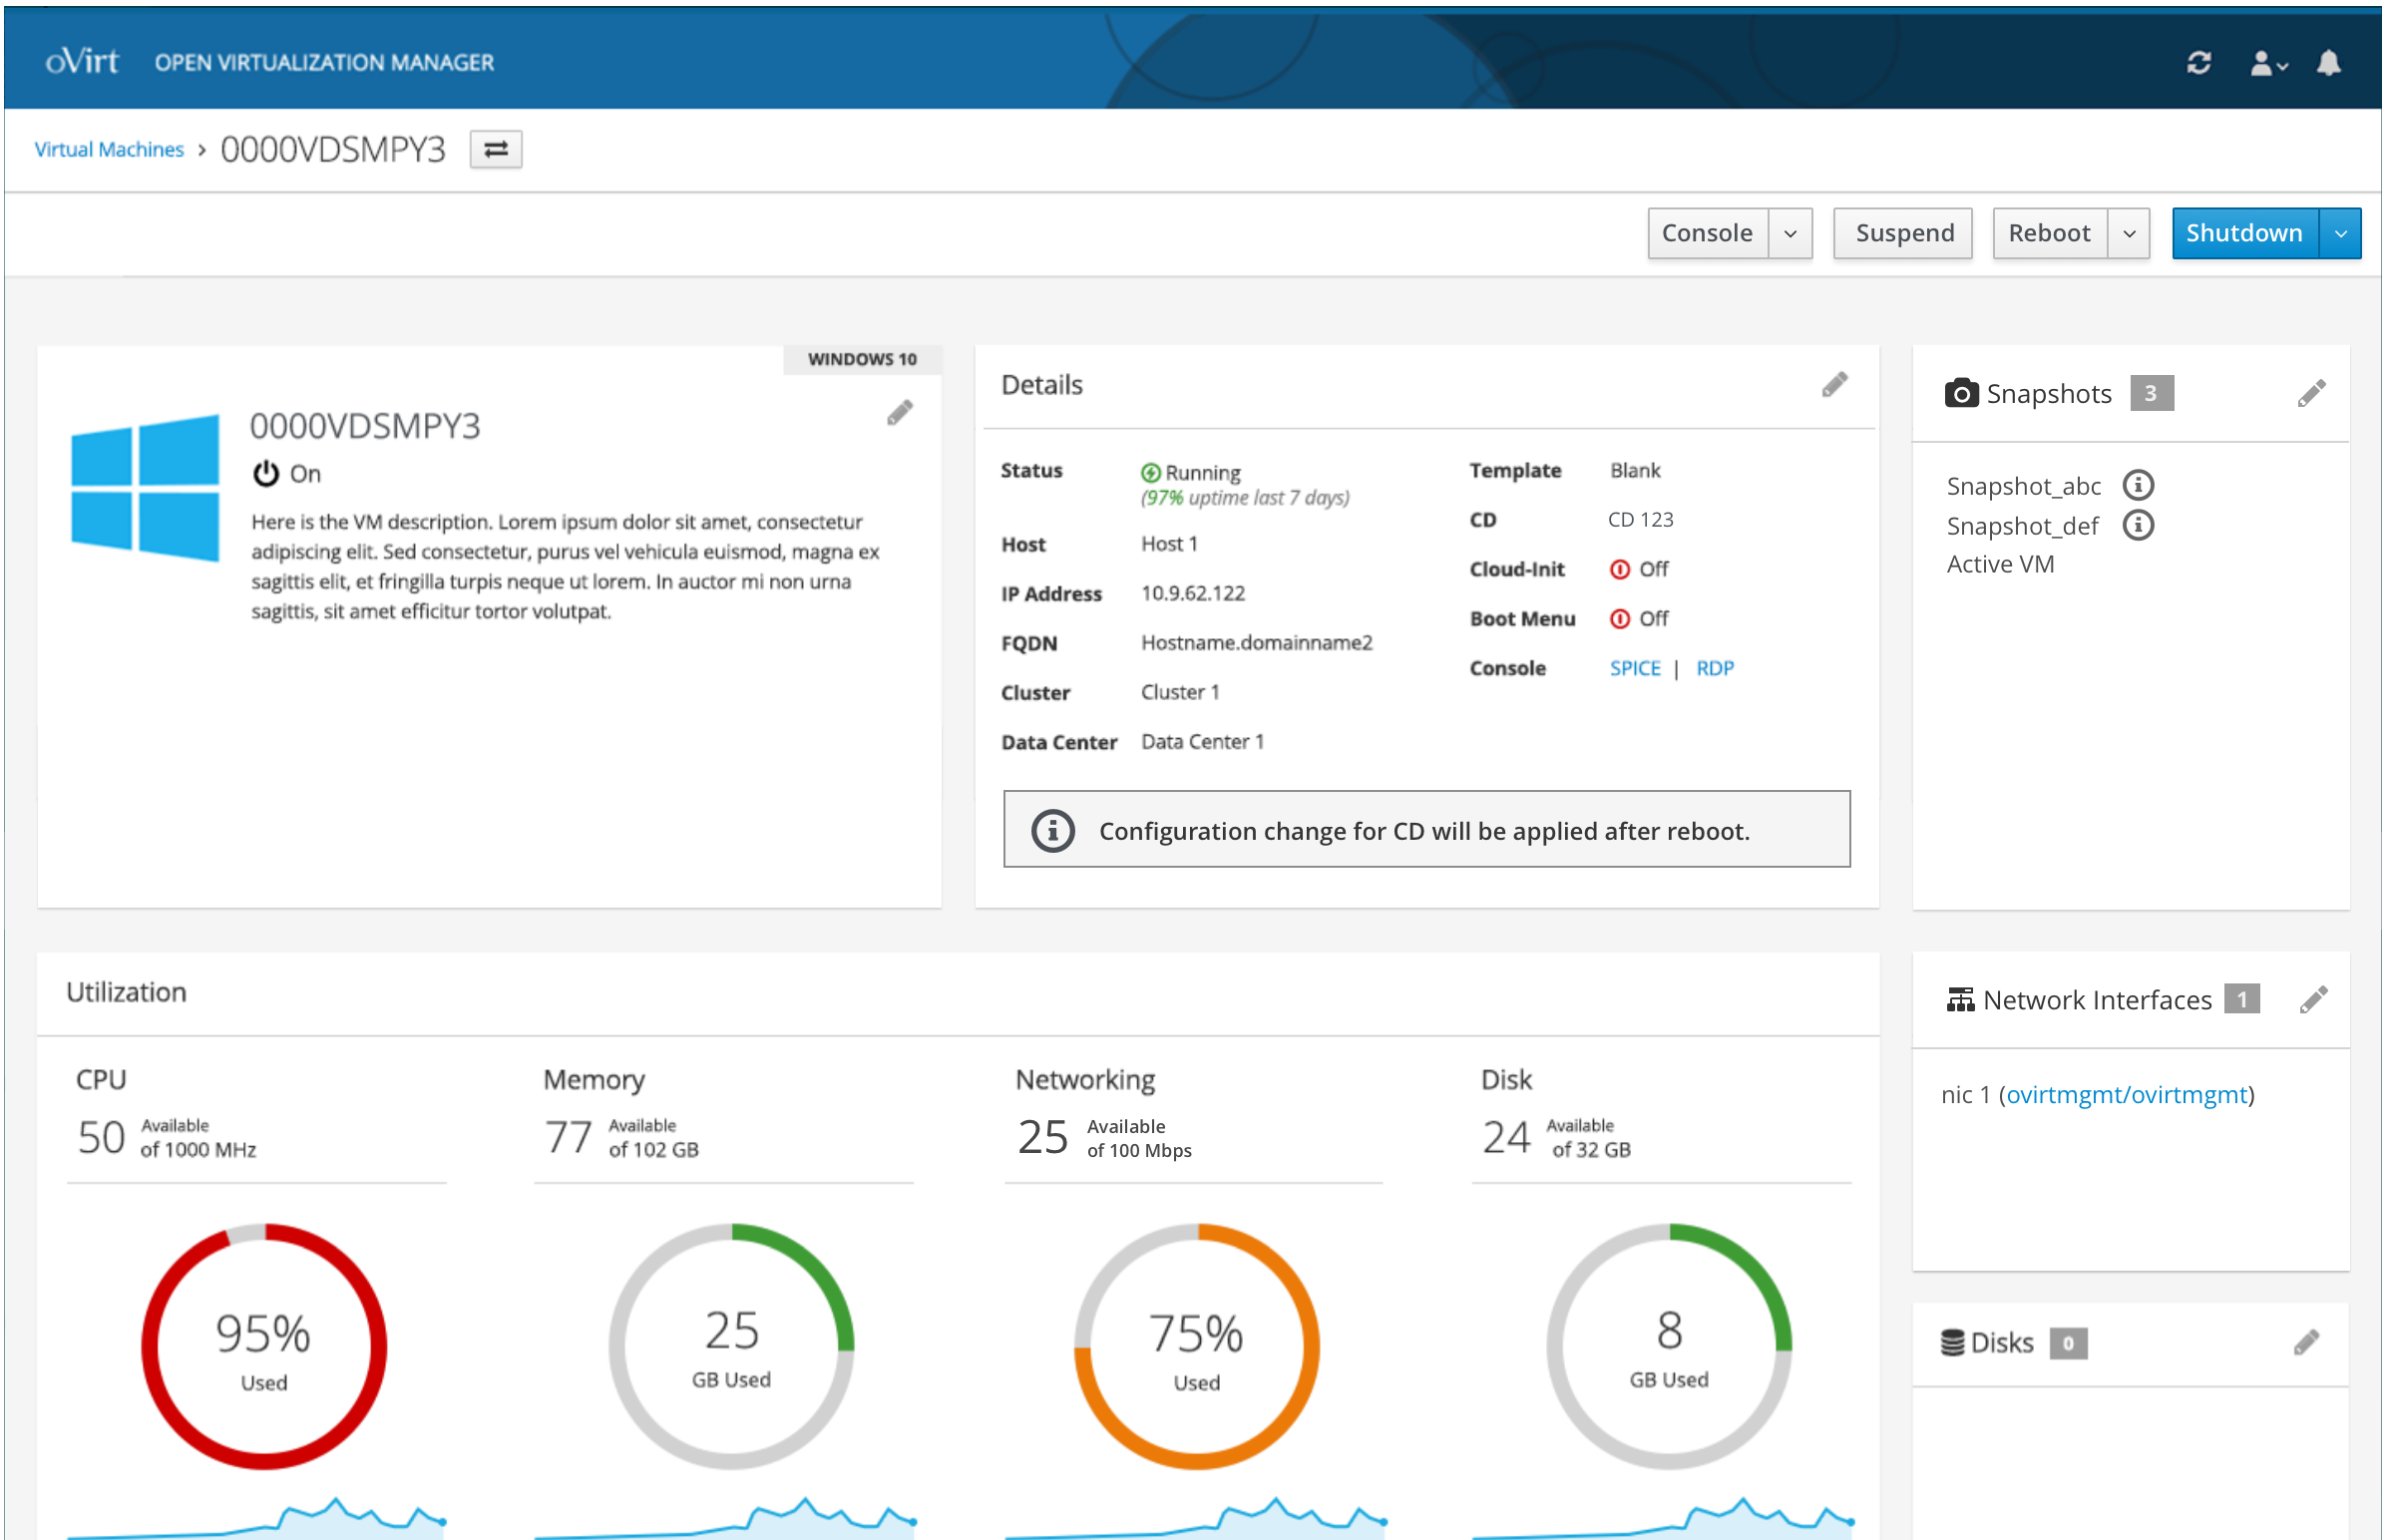 oVirt OPEN VIRTUALIZATION MANAGER
Virtual Machines › 0000VDSMPY3
Console
Suspend
Reboot
Shutdown
WINDOWS 10
0000VDSMPY3
On
Here is the VM description. Lorem ipsum dolor sit amet, consectetur
adipiscing elit. Sed consectetur, purus vel vehicula euismod, magna ex
sagittis elit, et fringilla turpis neque ut lorem. In auctor mi non urna
sagittis, sit amet efficitur tortor volutpat.
Details
Status Running
(97% uptime last 7 days)
Host Host 1
IP Address 10.9.62.122
FQDN Hostname.domainname2
Cluster Cluster 1
Data Center Data Center 1
Template Blank
CD CD 123
Cloud-Init Off
Boot Menu Off
Console SPICE | RDP
Configuration change for CD will be applied after reboot.
Snapshots 3
Snapshot_abc
Snapshot_def
Active VM
Utilization
CPU
50 Available
of 1000 MHz
95%
Used
Memory
77 Available
of 102 GB
25
GB Used
Networking
25 Available
of 100 Mbps
75%
Used
Disk
24 Available
of 32 GB
8
GB Used
Network Interfaces 1
nic 1 (ovirtmgmt/ovirtmgmt)
Disks 0